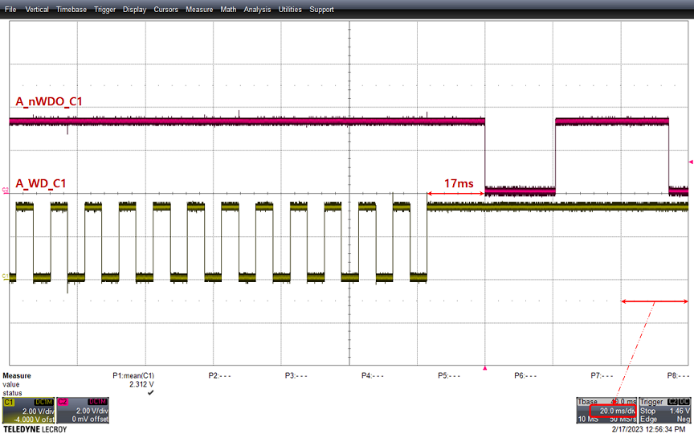 File Vertical Timebase Trigger Display Cursors Measure Math Analysis Utilities Support
A_nWDO_C1
A_WD_C1
17ms
Measure P1:mean(C1) P2:- - - P3:- - - P4:- - - P5:- - - P6:- - - P7:- - - P8:- - -
value 2.312 V
status
C1 DC1M C2 DC1M Tbase Trigger C2 DC
2.00 V/div 2.00 V/div 20.0 ms/div Stop 1.46 V
-4.000 V ofst 0 mV offset 10 MS 50 MS/s Edge Neg
TELEDYNE LECROY 2/17/2023 12:56:34 PM